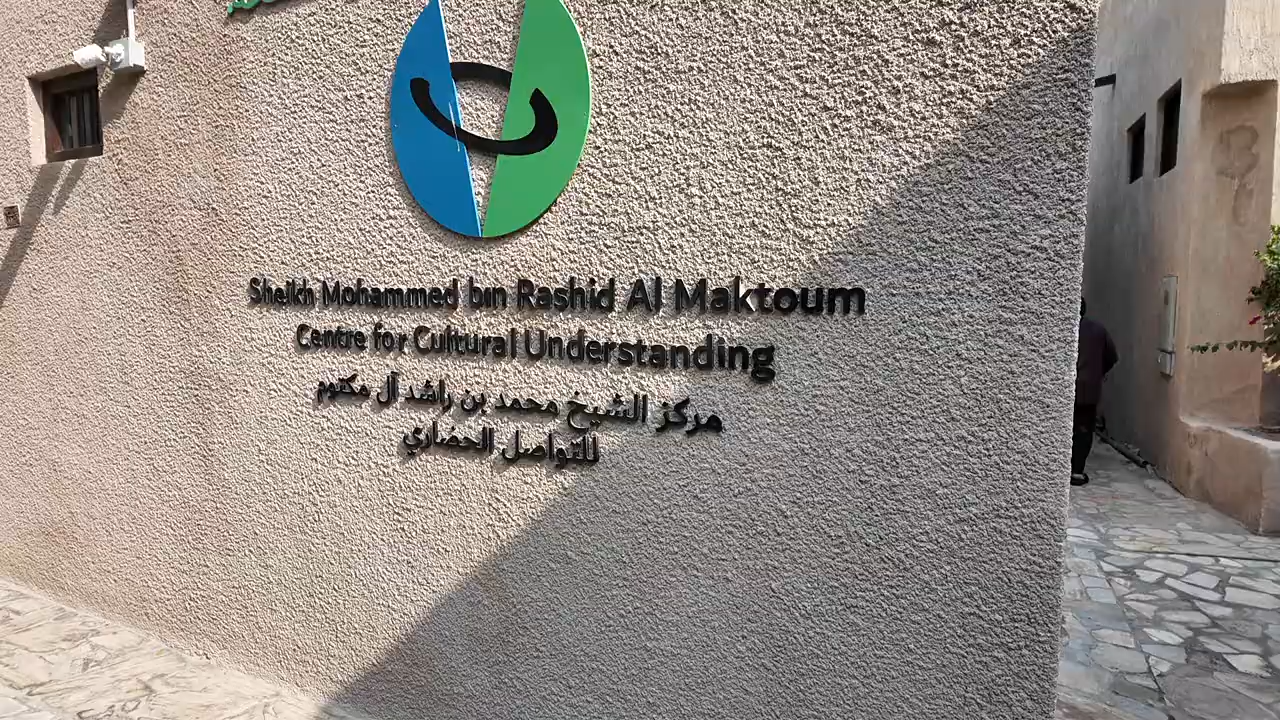 Sheikh Mohammed bin Rashid Al Maktoum
Centre for Cultural Understanding
مركز الشيخ محمد بن راشد آل مكتوم
للتواصل الحضاري